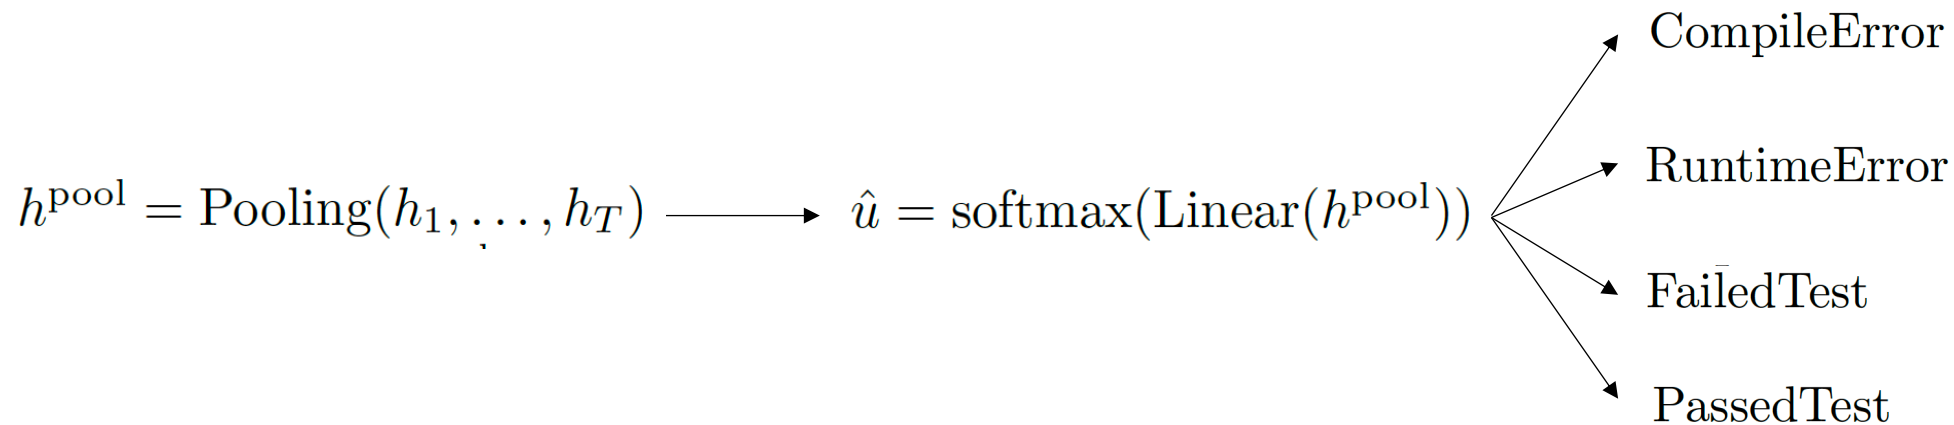 h^pool = Pooling(h_1, . . . , h_T)
û = softmax(Linear(h^pool))
CompileError
RuntimeError
FailedTest
PassedTest